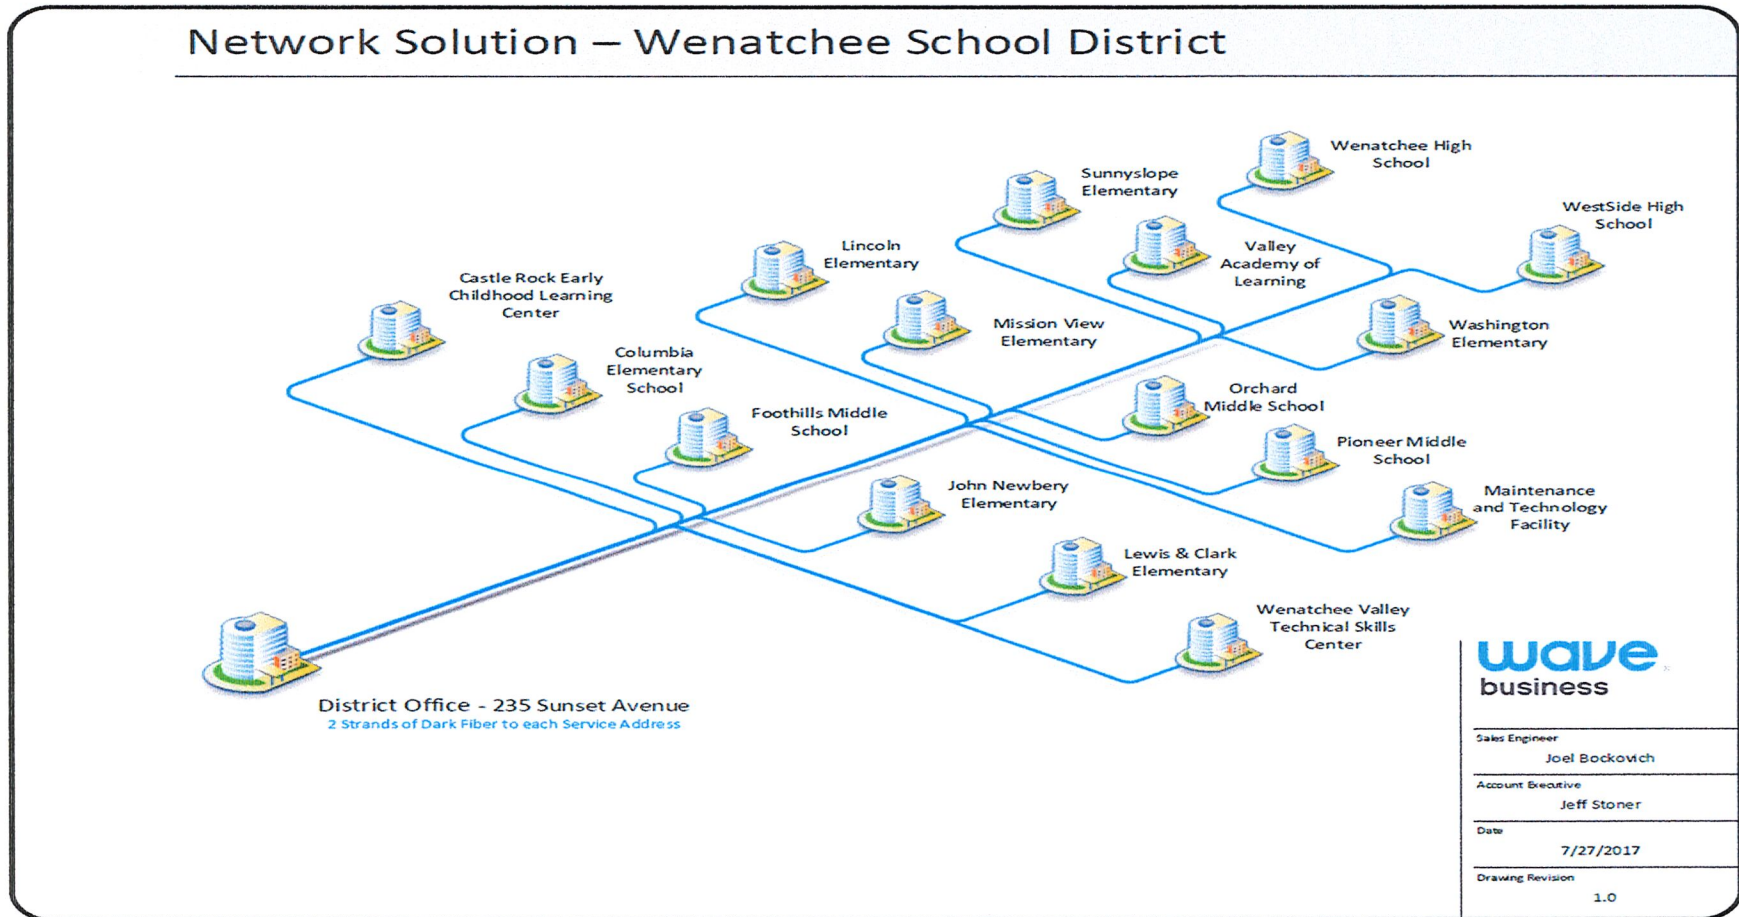 Network Solution – Wenatchee School District
Wenatchee High
School
Sunnyslope
Elementary
WestSide High
School
Lincoln
Elementary
Valley
Academy of
Learning
Castle Rock Early
Childhood Learning
Center
Mission View
Elementary
Washington
Elementary
Columbia
Elementary
School
Orchard
Middle School
Foothills Middle
School
Pioneer Middle
School
John Newbery
Elementary
Maintenance
and Technology
Facility
Lewis & Clark
Elementary
Wenatchee Valley
Technical Skills
Center
District Office - 235 Sunset Avenue
2 Strands of Dark Fiber to each Service Address
wave
business
Sales Engineer
Joel Bockovich
Account Executive
Jeff Stoner
Date
7/27/2017
Drawing Revision
1.0